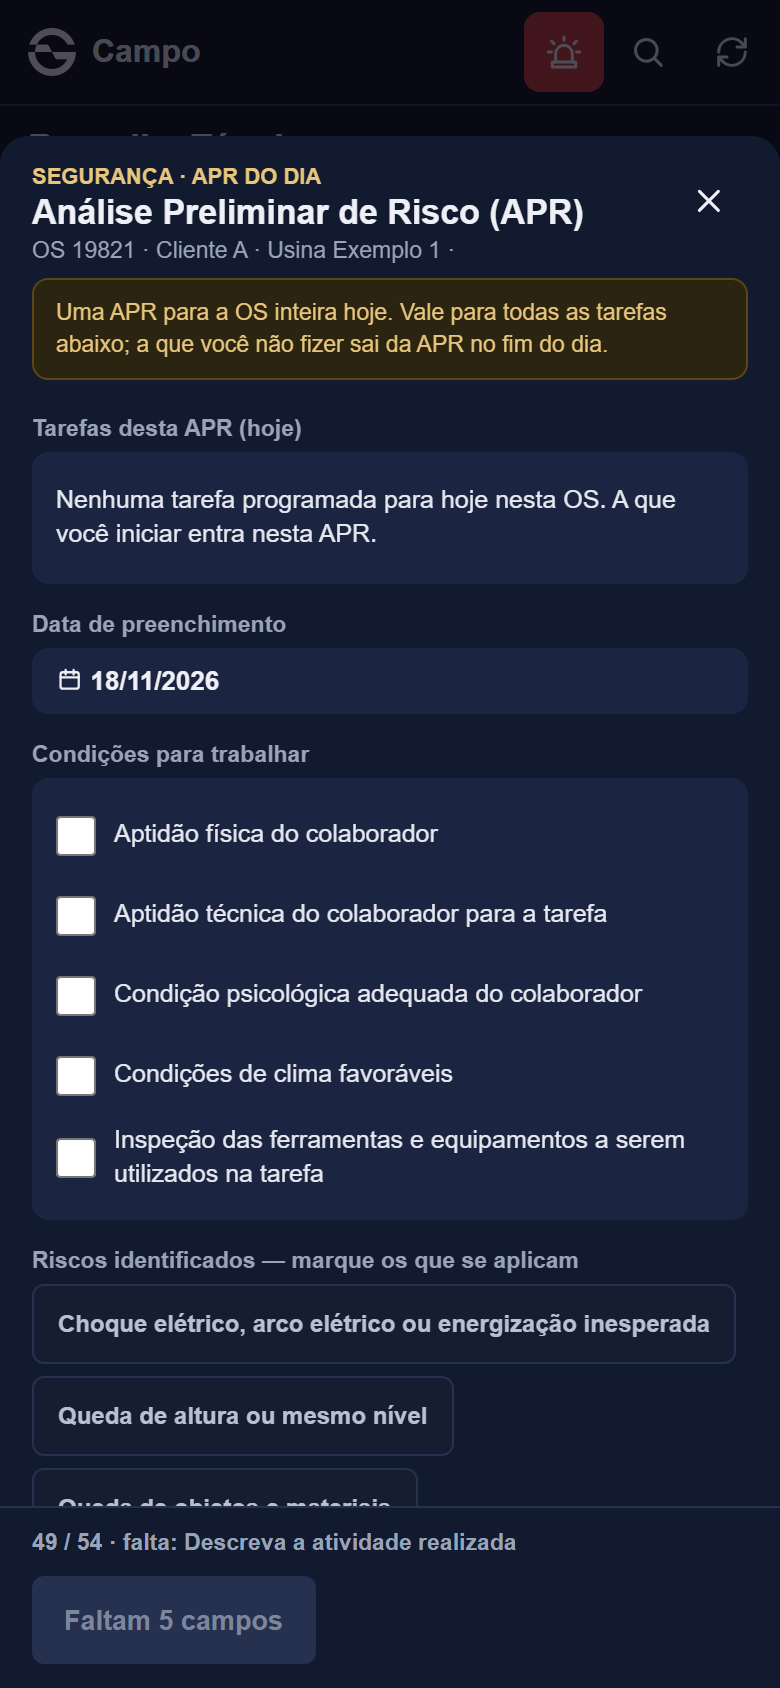 Campo
SEGURANÇA · APR DO DIA
Análise Preliminar de Risco (APR)
OS 19821 · Cliente A · Usina Exemplo 1 ·
Uma APR para a OS inteira hoje. Vale para todas as tarefas
abaixo; a que você não fizer sai da APR no fim do dia.
Tarefas desta APR (hoje)
Nenhuma tarefa programada para hoje nesta OS. A que
você iniciar entra nesta APR.
Data de preenchimento
18/11/2026
Condições para trabalhar
Aptidão física do colaborador
Aptidão técnica do colaborador para a tarefa
Condição psicológica adequada do colaborador
Condições de clima favoráveis
Inspeção das ferramentas e equipamentos a serem
utilizados na tarefa
Riscos identificados — marque os que se aplicam
Choque elétrico, arco elétrico ou energização inesperada
Queda de altura ou mesmo nível
Queda de objetos e materiais
49 / 54 · falta: Descreva a atividade realizada
Faltam 5 campos